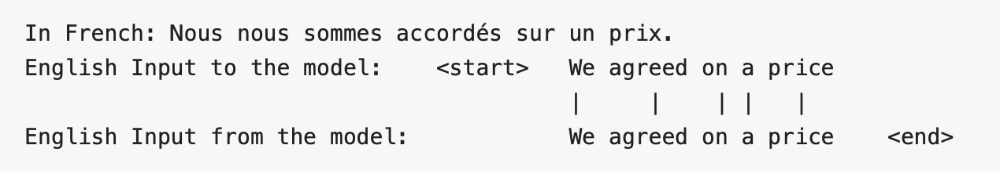 In French: Nous nous sommes accordés sur un prix.
English Input to the model: <start> We agreed on a price
| | | | |
English Input from the model: We agreed on a price <end>